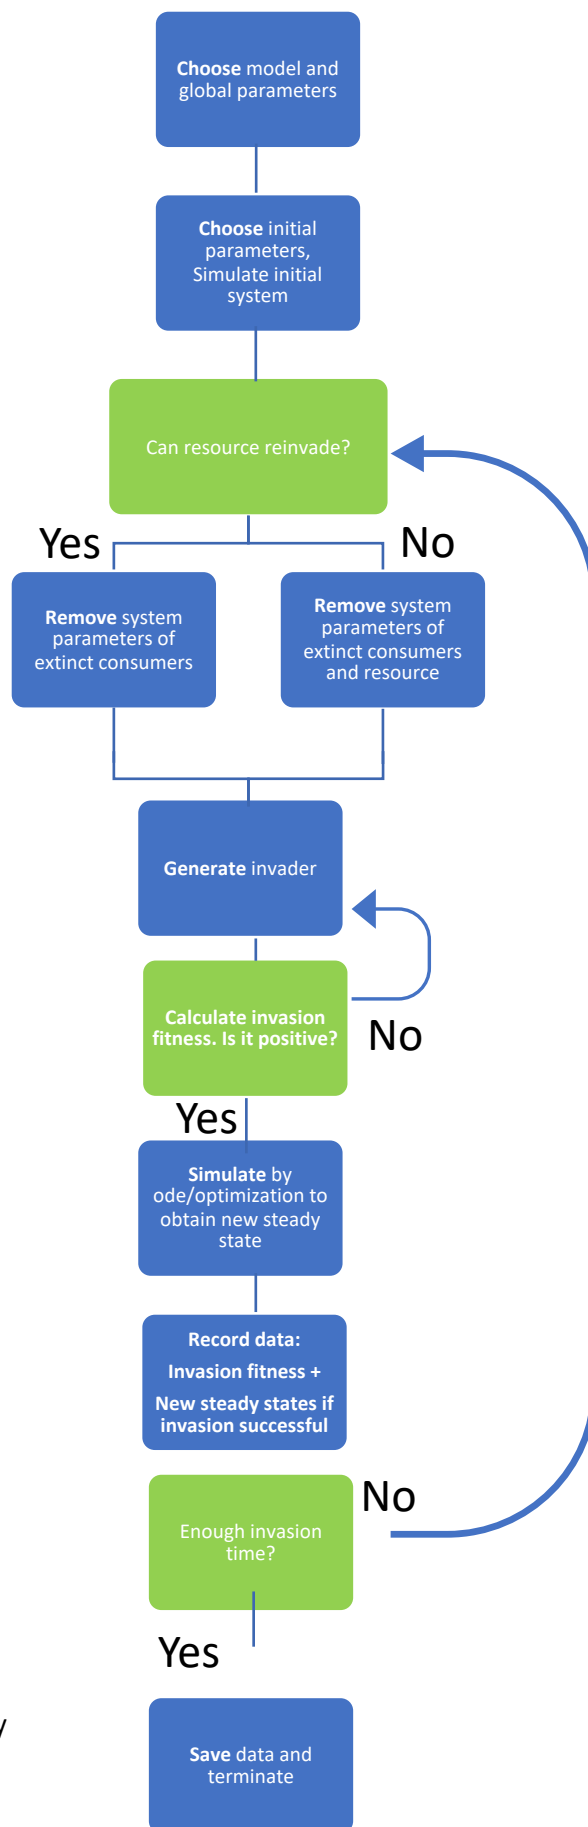 Choose model and
global parameters
Choose initial
parameters,
Simulate initial
system
Can resource reinvade?
Yes
No
Remove system
parameters of
extinct consumers
Remove system
parameters of
extinct consumers
and resource
Generate invader
Calculate invasion
fitness. Is it positive?
No
Yes
Simulate by
ode/optimization to
obtain new steady
state
Record data:
Invasion fitness +
New steady states if
invasion successful
No
Enough invasion
time?
Yes
Save data and
terminate